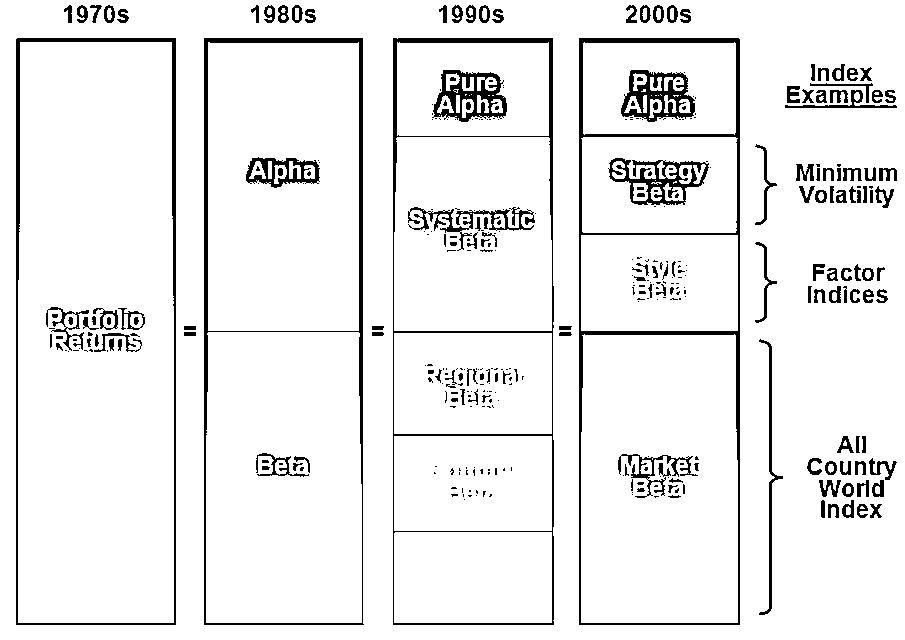 1970s
1980s
1990s
2000s
Portfolio
Returns
=
Alpha
Beta
=
Pure
Alpha
Systematic
Beta
Regional
Beta
=
Pure
Alpha
Strategy
Beta
Style
Beta
Market
Beta
Index
Examples
Minimum
Volatility
Factor
Indices
All
Country
World
Index